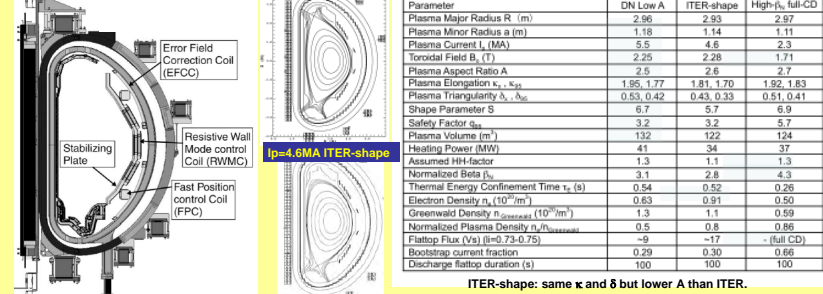 Error Field
Correction Coil
(EFCC)
Resistive Wall
Mode control
Coil (RWMC)
Stabilizing
Plate
Fast Position
control Coil
(FPC)
Ip=4.6MA ITER-shape
Parameter DN Low A ITER-shape High-βN full-CD
Plasma Major Radius R (m) 2.96 2.93 2.97
Plasma Minor Radius a (m) 1.18 1.14 1.11
Plasma Current Ip (MA) 5.5 4.6 2.3
Toroidal Field Bt (T) 2.25 2.28 1.71
Plasma Aspect Ratio A 2.5 2.6 2.7
Plasma Elongation κx , κ95 1.95, 1.77 1.81, 1.70 1.92, 1.83
Plasma Triangularity δx , δ95 0.53, 0.42 0.43, 0.33 0.51, 0.41
Shape Parameter S 6.7 5.7 6.9
Safety Factor q95 3.2 3.2 5.7
Plasma Volume (m³) 132 122 124
Heating Power (MW) 41 34 37
Assumed HH-factor 1.3 1.1 1.3
Normalized Beta βN 3.1 2.8 4.3
Thermal Energy Confinement Time τE (s) 0.54 0.52 0.26
Electron Density ne (10²⁰/m³) 0.63 0.91 0.50
Greenwald Density nGreenwald (10²⁰/m³) 1.3 1.1 0.59
Normalized Plasma Density ne/nGreenwald 0.5 0.8 0.86
Flattop Flux (Vs) (li=0.73-0.75) ~9 ~17 - (full CD)
Bootstrap current fraction 0.29 0.30 0.66
Discharge flattop duration (s) 100 100 100
ITER-shape: same κ and δ but lower A than ITER.